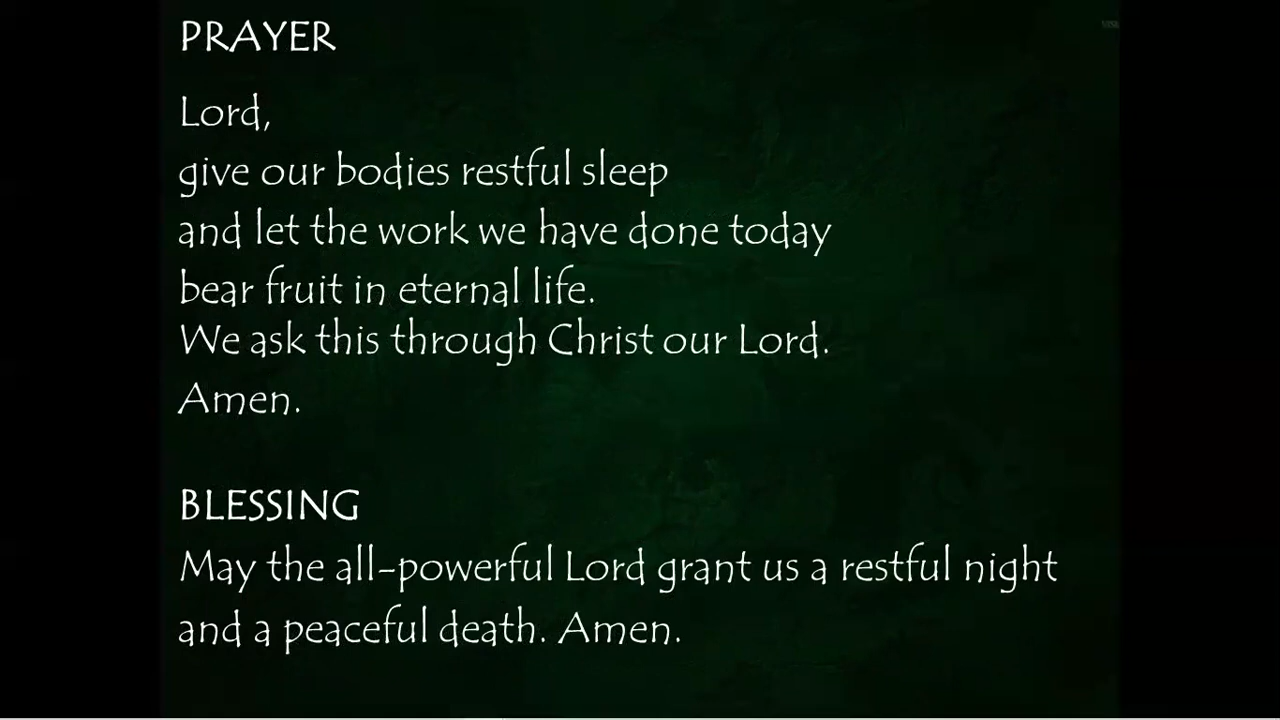 PRAYER
Lord,
give our bodies restful sleep
and let the work we have done today
bear fruit in eternal life.
We ask this through Christ our Lord.
Amen.
BLESSING
May the all-powerful Lord grant us a restful night
and a peaceful death. Amen.